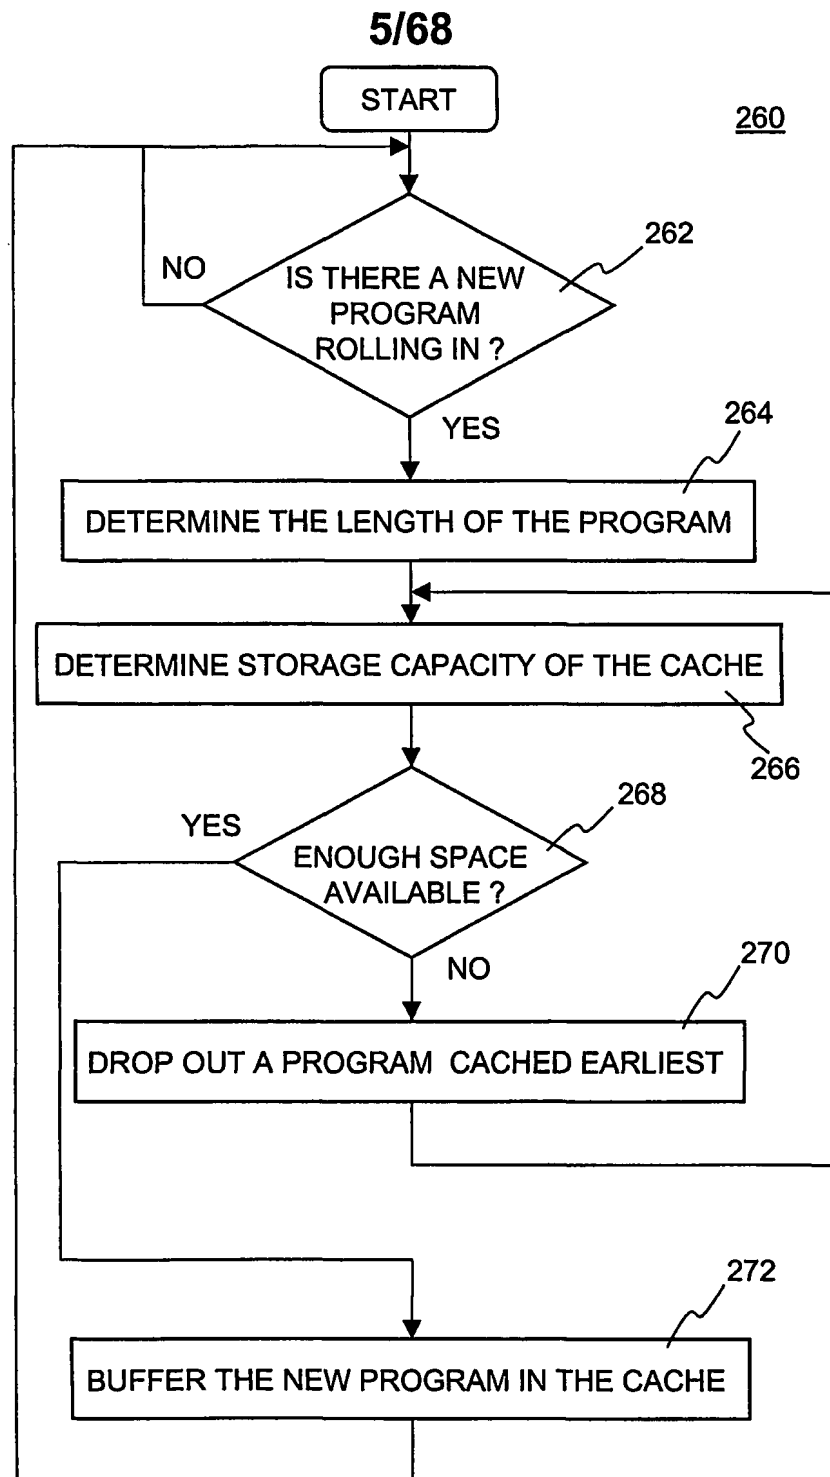 5/68
START
260
262
NO
IS THERE A NEW
PROGRAM
ROLLING IN ?
YES
264
DETERMINE THE LENGTH OF THE PROGRAM
DETERMINE STORAGE CAPACITY OF THE CACHE
266
268
YES
ENOUGH SPACE
AVAILABLE ?
NO
270
DROP OUT A PROGRAM CACHED EARLIEST
272
BUFFER THE NEW PROGRAM IN THE CACHE